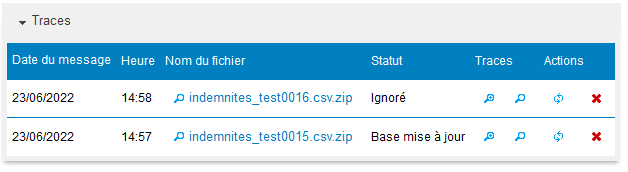 Traces
Date du message Heure Nom du fichier Statut Traces Actions
23/06/2022 14:58 indemnites_test0016.csv.zip Ignoré
23/06/2022 14:57 indemnites_test0015.csv.zip Base mise à jour